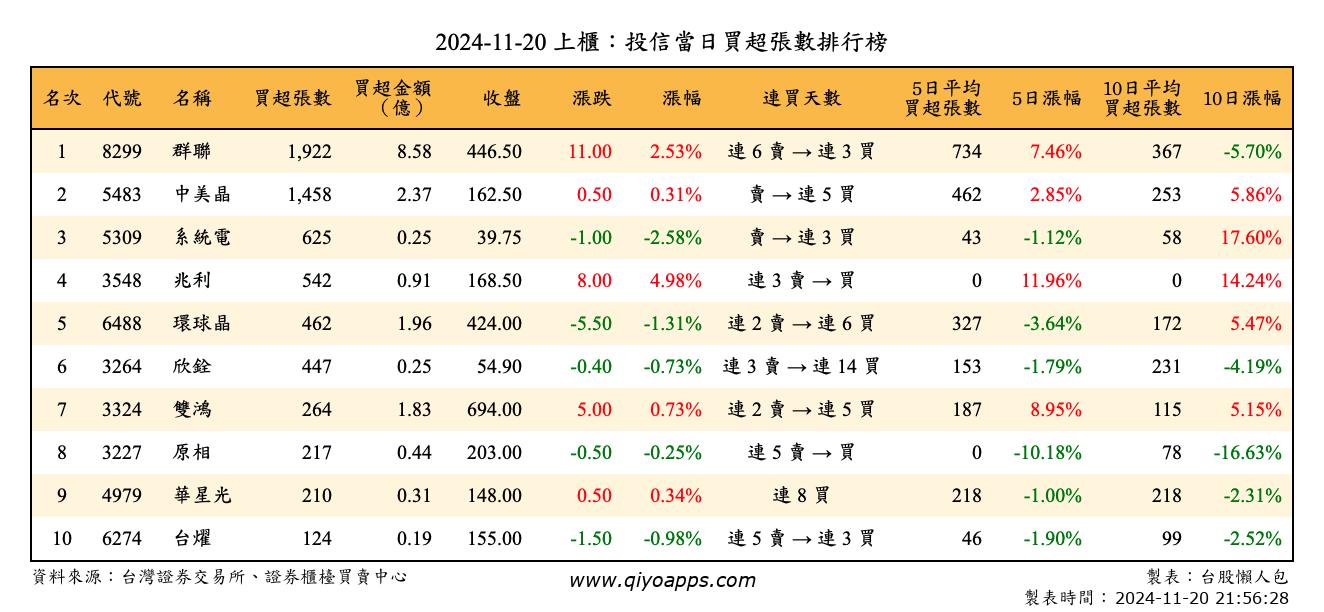 2024-11-20 上櫃：投信當日買超張數排行榜
名次 代號 名稱 買超張數 買超金額（億） 收盤 漲跌 漲幅 連買天數 5日平均買超張數 5日漲幅 10日平均買超張數 10日漲幅
1 8299 群聯 1,922 8.58 446.50 11.00 2.53% 連 6 賣 → 連 3 買 734 7.46% 367 -5.70%
2 5483 中美晶 1,458 2.37 162.50 0.50 0.31% 賣 → 連 5 買 462 2.85% 253 5.86%
3 5309 系統電 625 0.25 39.75 -1.00 -2.58% 賣 → 連 3 買 43 -1.12% 58 17.60%
4 3548 兆利 542 0.91 168.50 8.00 4.98% 連 3 賣 → 買 0 11.96% 0 14.24%
5 6488 環球晶 462 1.96 424.00 -5.50 -1.31% 連 2 賣 → 連 6 買 327 -3.64% 172 5.47%
6 3264 欣銓 447 0.25 54.90 -0.40 -0.73% 連 3 賣 → 連 14 買 153 -1.79% 231 -4.19%
7 3324 雙鴻 264 1.83 694.00 5.00 0.73% 連 2 賣 → 連 5 買 187 8.95% 115 5.15%
8 3227 原相 217 0.44 203.00 -0.50 -0.25% 連 5 賣 → 買 0 -10.18% 78 -16.63%
9 4979 華星光 210 0.31 148.00 0.50 0.34% 連 8 買 218 -1.00% 218 -2.31%
10 6274 台燿 124 0.19 155.00 -1.50 -0.98% 連 5 賣 → 連 3 買 46 -1.90% 99 -2.52%
資料來源：台灣證券交易所、證券櫃檯買賣中心 www.qiyoapps.com 製表：台股懶人包
製表時間：2024-11-20 21:56:28